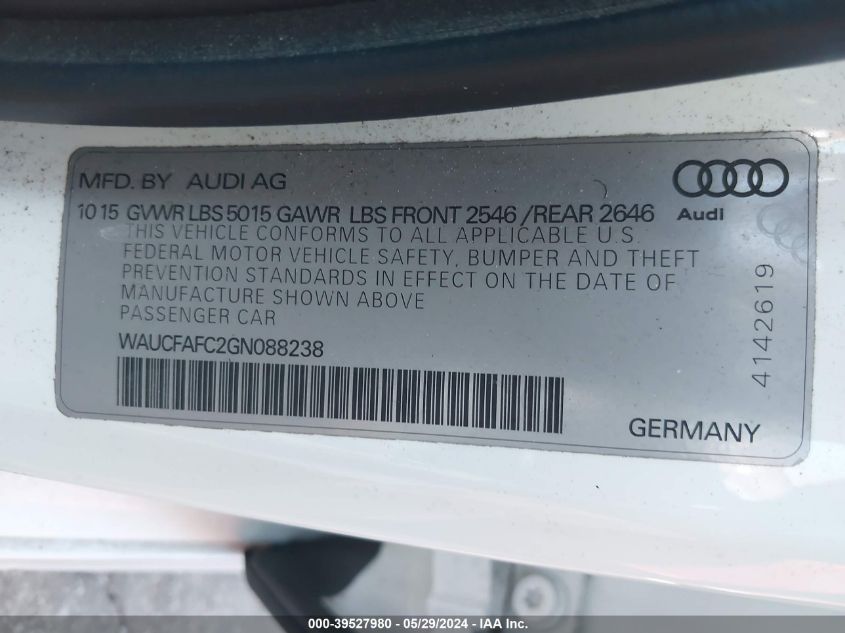 MFD. BY AUDI AG
Audi
10 15 GVWR LBS 5015 GAWR LBS FRONT 2546 /REAR 2646
THIS VEHICLE CONFORMS TO ALL APPLICABLE U.S.
FEDERAL MOTOR VEHICLE SAFETY, BUMPER AND THEFT
PREVENTION STANDARDS IN EFFECT ON THE DATE OF
MANUFACTURE SHOWN ABOVE
PASSENGER CAR
WAUCFAFC2GN088238
4142619
GERMANY
000-39527980 - 05/29/2024 - IAA Inc.